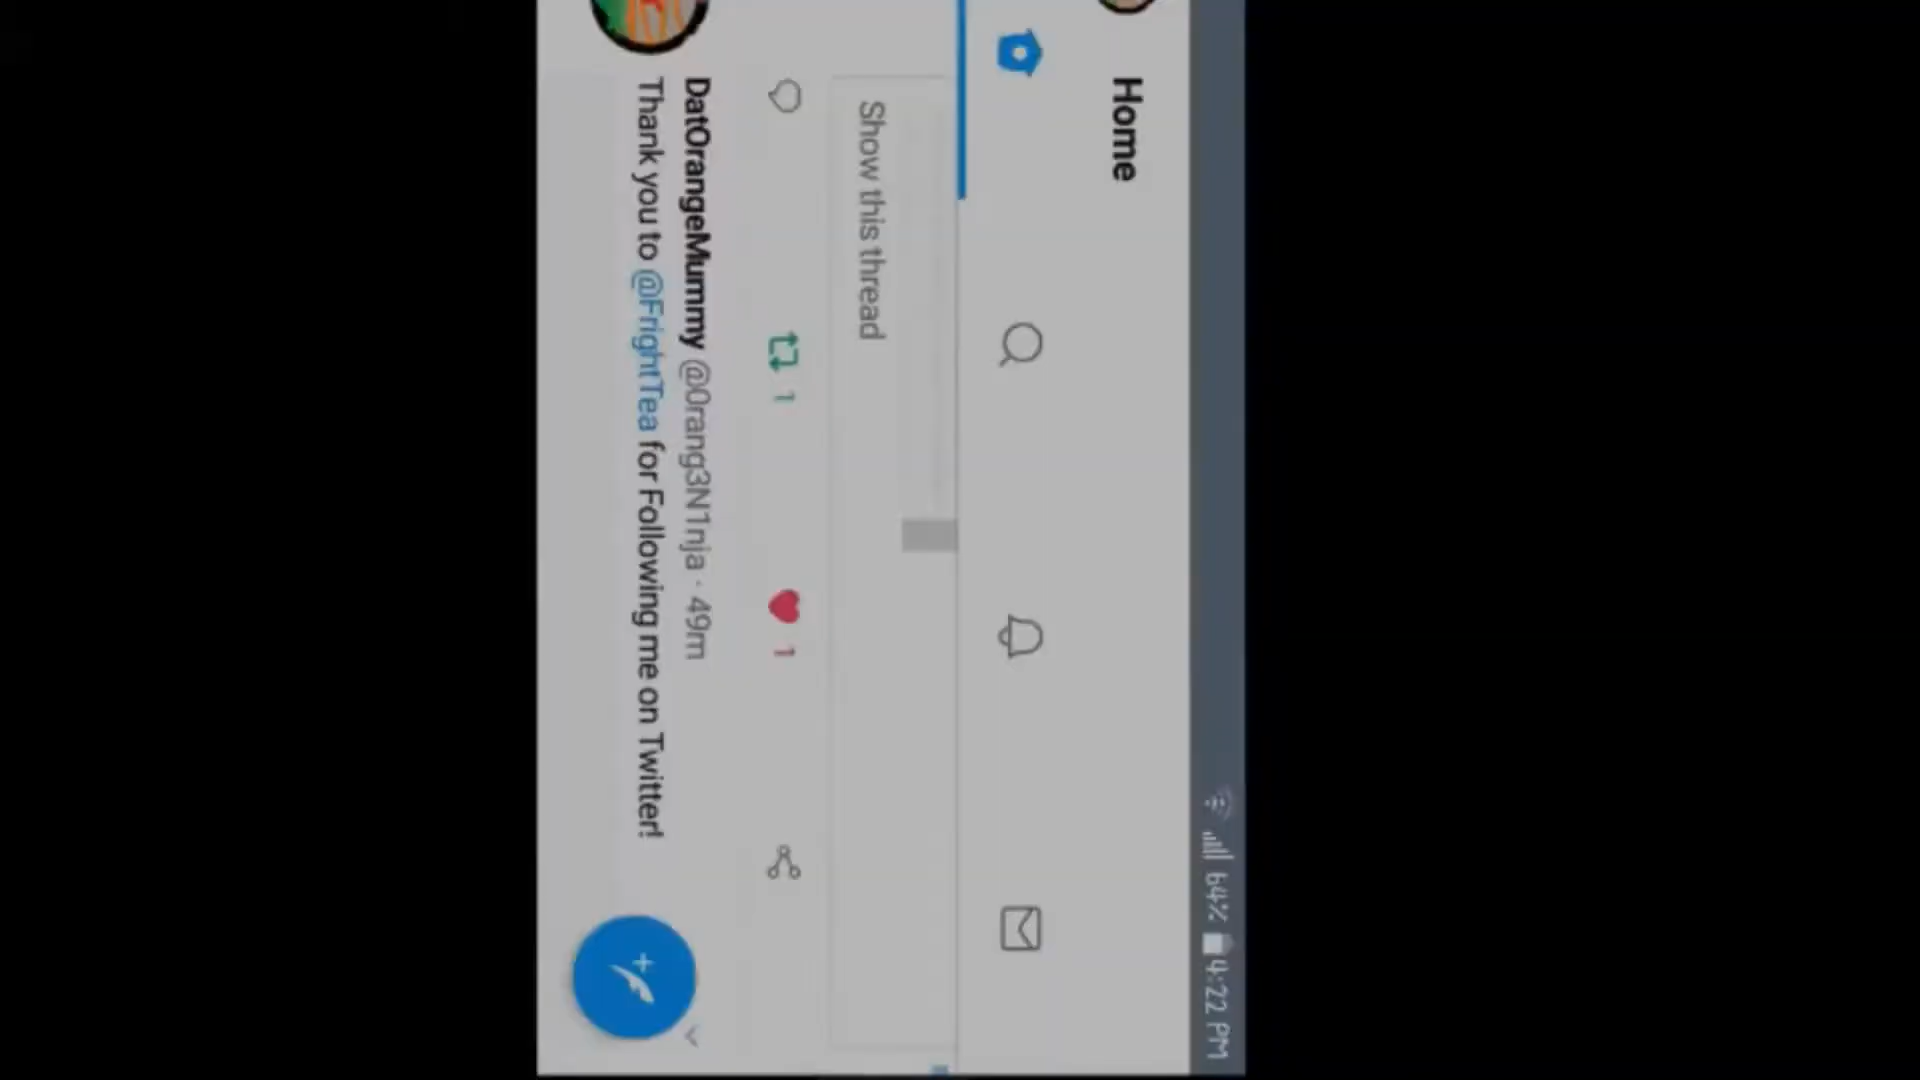 64% 4:22 PM
Home
Show this thread
1 1
DatOrangeMummy @0rang3N1nja · 49m
Thank you to @FrightTea for Following me on Twitter!